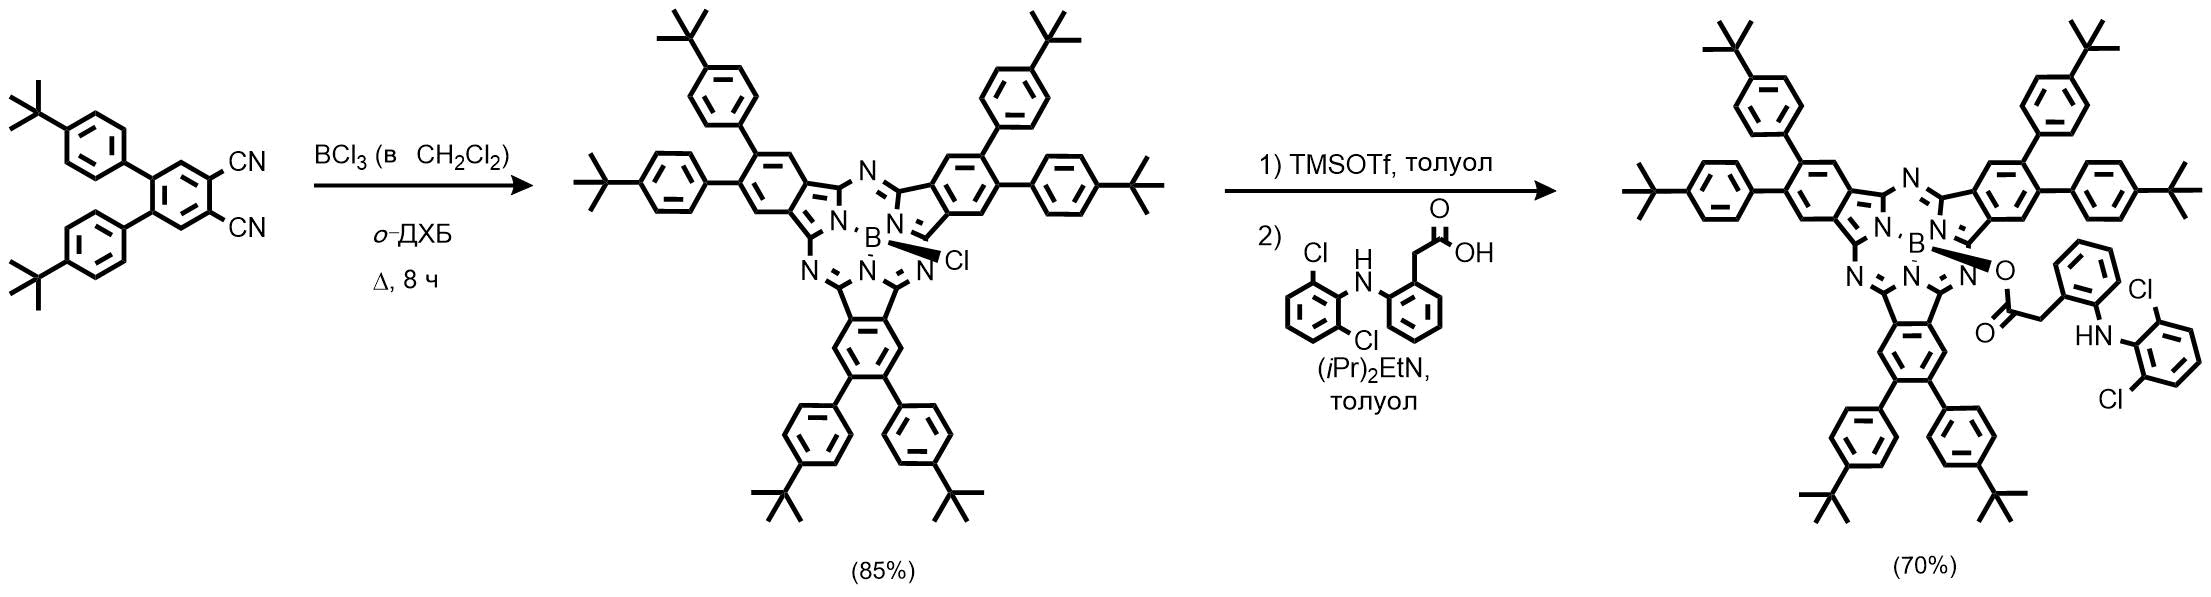 CN
CN
BCl3 (в CH2Cl2)
о-ДХБ
Δ, 8 ч
N
N
N
B
Cl
N
N
N
(85%)
1) TMSOTf, толуол
2)
O
OH
Cl
H
N
Cl
(iPr)2EtN,
толуол
N
N
N
B
O
N
N
N
O
HN
Cl
Cl
(70%)